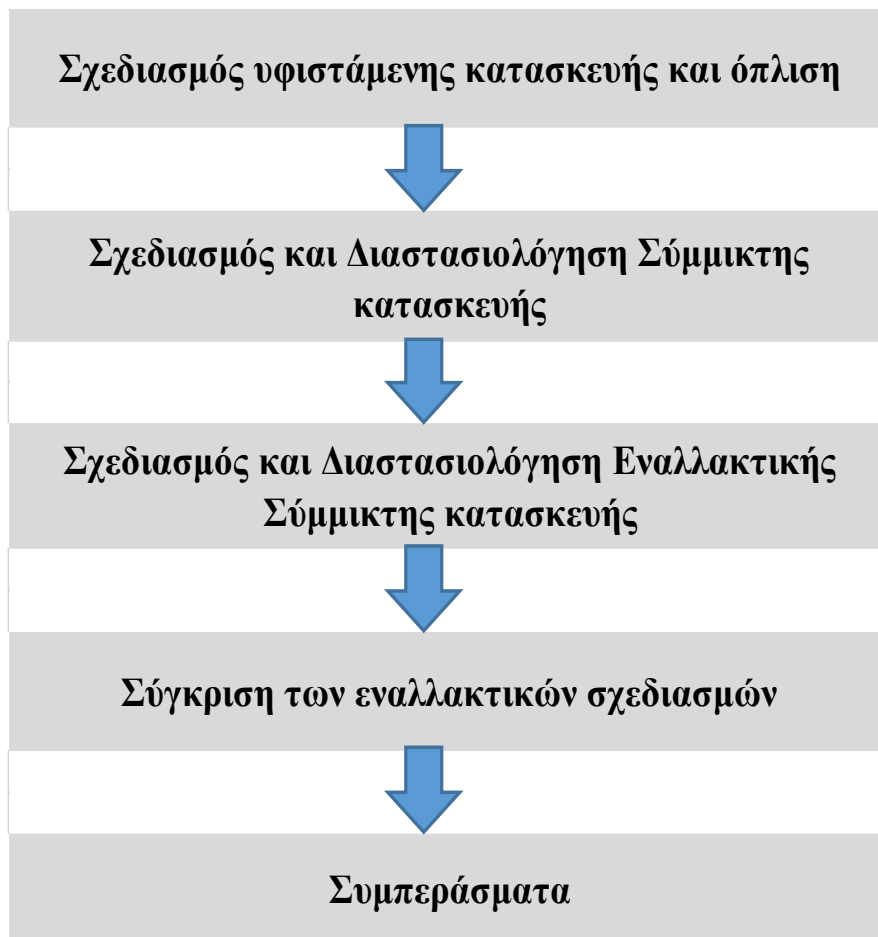 Σχεδιασμός υφιστάμενης κατασκευής και όπλιση
Σχεδιασμός και Διαστασιολόγηση Σύμμικτης
κατασκευής
Σχεδιασμός και Διαστασιολόγηση Εναλλακτικής
Σύμμικτης κατασκευής
Σύγκριση των εναλλακτικών σχεδιασμών
Συμπεράσματα